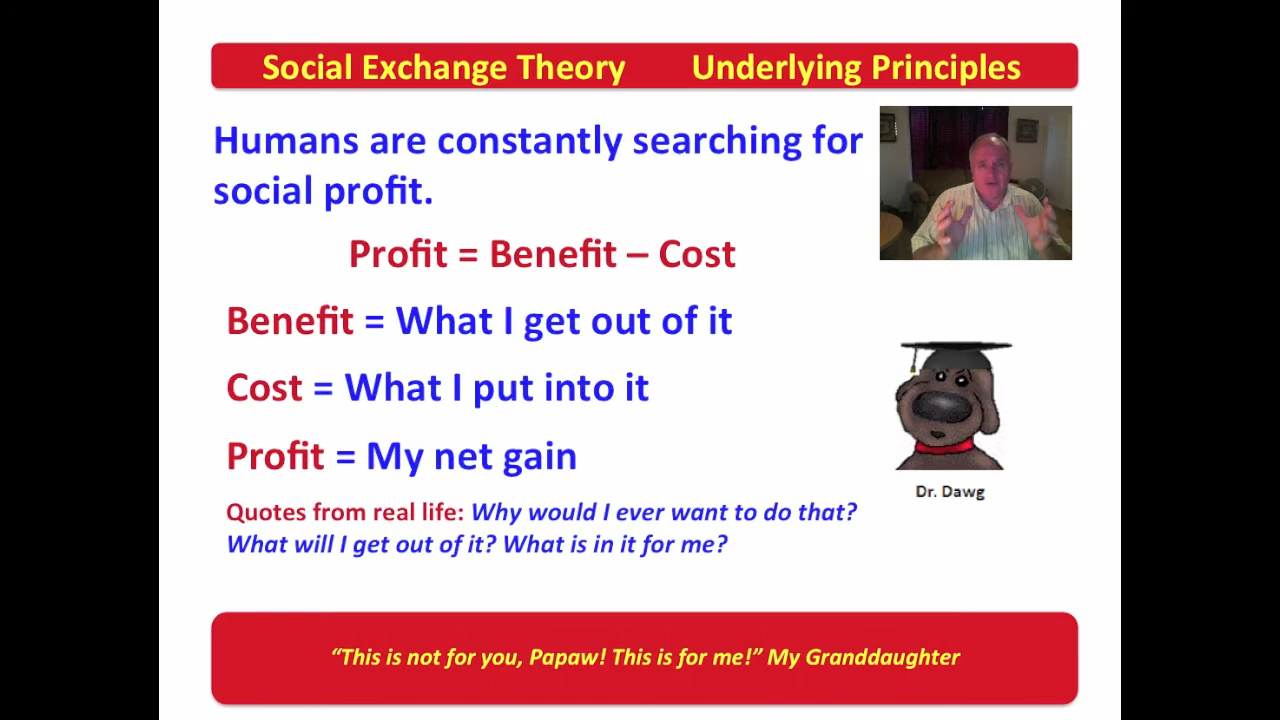 Social Exchange Theory Underlying Principles
Humans are constantly searching for
social profit.
Profit = Benefit – Cost
Benefit = What I get out of it
Cost = What I put into it
Profit = My net gain
Quotes from real life: Why would I ever want to do that?
What will I get out of it? What is in it for me?
Dr. Dawg
“This is not for you, Papaw! This is for me!” My Granddaughter